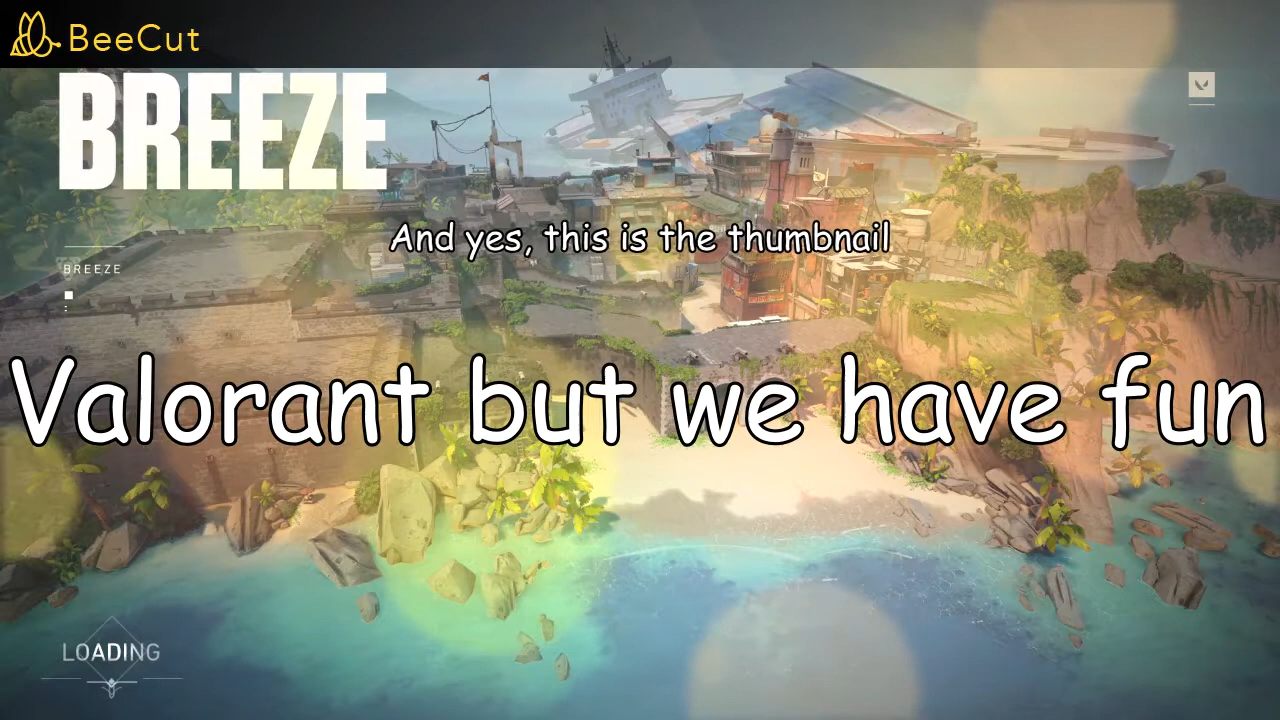 BeeCut
BREEZE
And yes, this is the thumbnail
BREEZE
Valorant but we have fun
LOADING